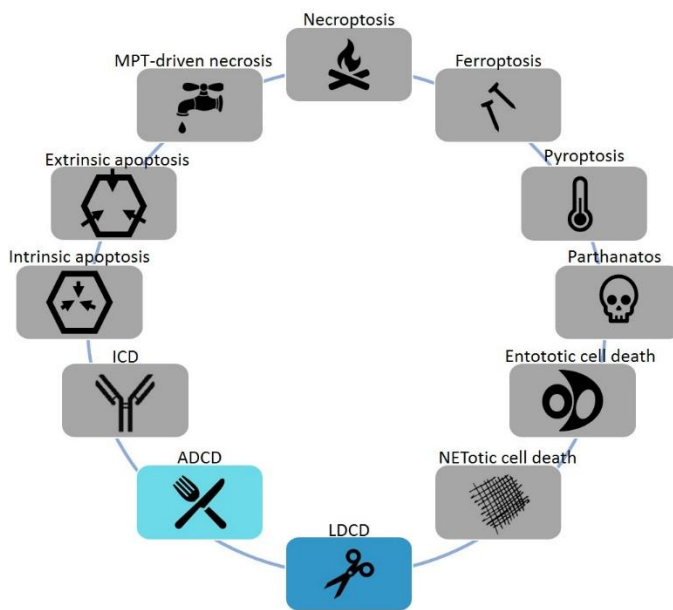 Necroptosis
MPT-driven necrosis
Ferroptosis
Extrinsic apoptosis
Pyroptosis
Intrinsic apoptosis
Parthanatos
ICD
Entototic cell death
ADCD
NETotic cell death
LDCD